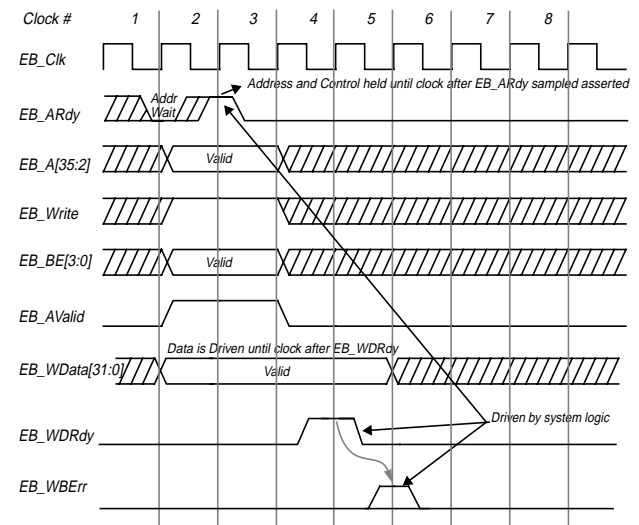 Clock # 1 2 3 4 5 6 7 8
EB_Clk
Address and Control held until clock after EB_ARdy sampled asserted
EB_ARdy
Addr
Wait
EB_A[35:2] Valid
EB_Write
EB_BE[3:0] Valid
EB_AValid
Data is Driven until clock after EB_WDRdy
EB_WData[31:0] Valid
Driven by system logic
EB_WDRdy
EB_WBErr